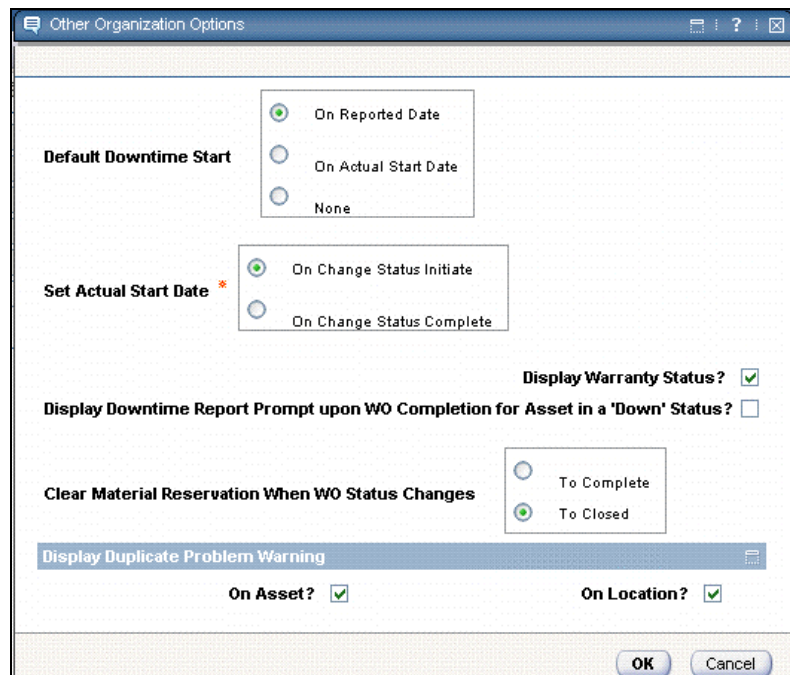 Other Organization Options
?
On Reported Date
Default Downtime Start
On Actual Start Date
None
On Change Status Initiate
Set Actual Start Date *
On Change Status Complete
Display Warranty Status?
Display Downtime Report Prompt upon WO Completion for Asset in a 'Down' Status?
To Complete
Clear Material Reservation When WO Status Changes
To Closed
Display Duplicate Problem Warning
On Asset? On Location?
OK Cancel